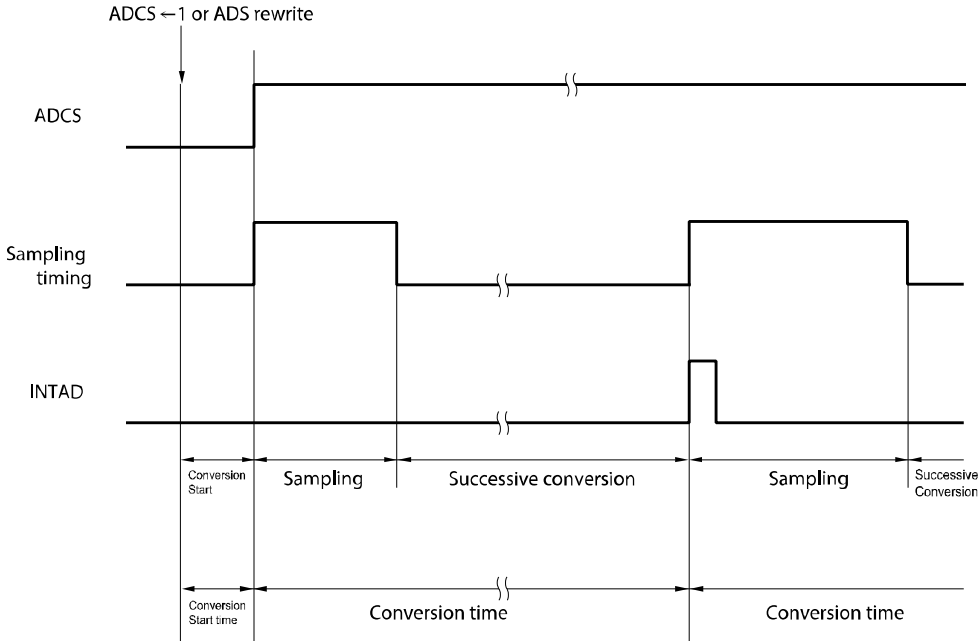 ADCS ←1 or ADS rewrite
ADCS
Sampling
timing
INTAD
Conversion
Start
Sampling
Successive conversion
Sampling
Successive
Conversion
Conversion
Start time
Conversion time
Conversion time